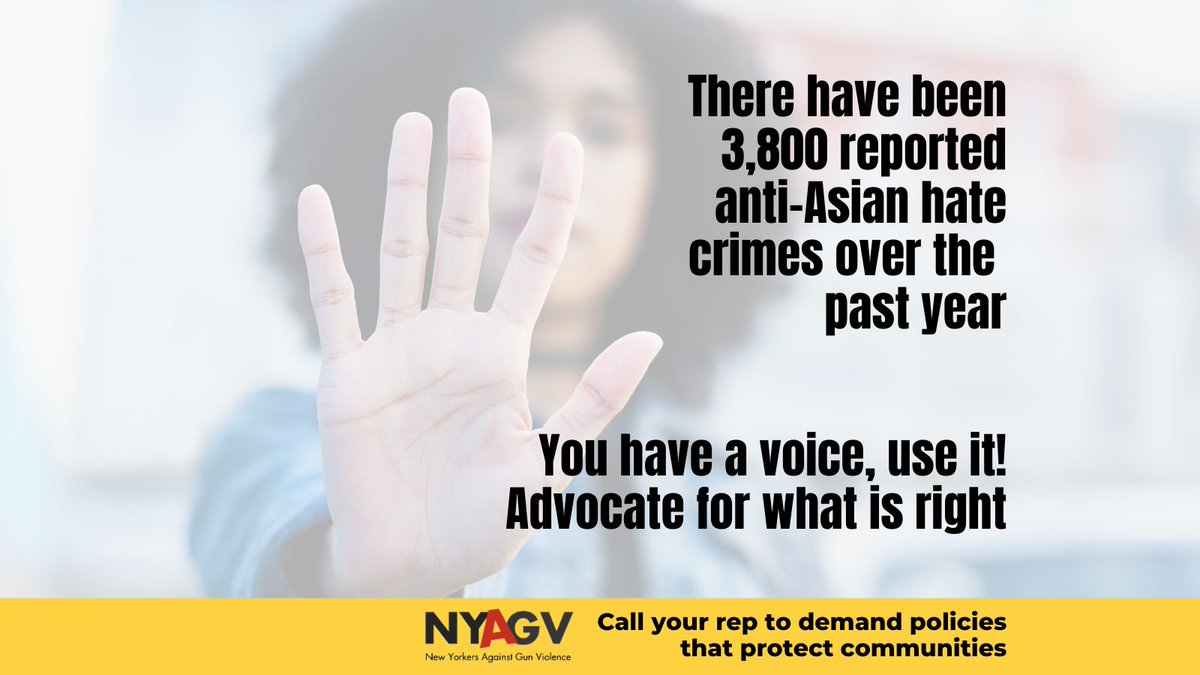 There have been
3,800 reported
anti-Asian hate
crimes over the
past year
You have a voice, use it!
Advocate for what is right
NYAGV
New Yorkers Against Gun Violence
Call your rep to demand policies
that protect communities